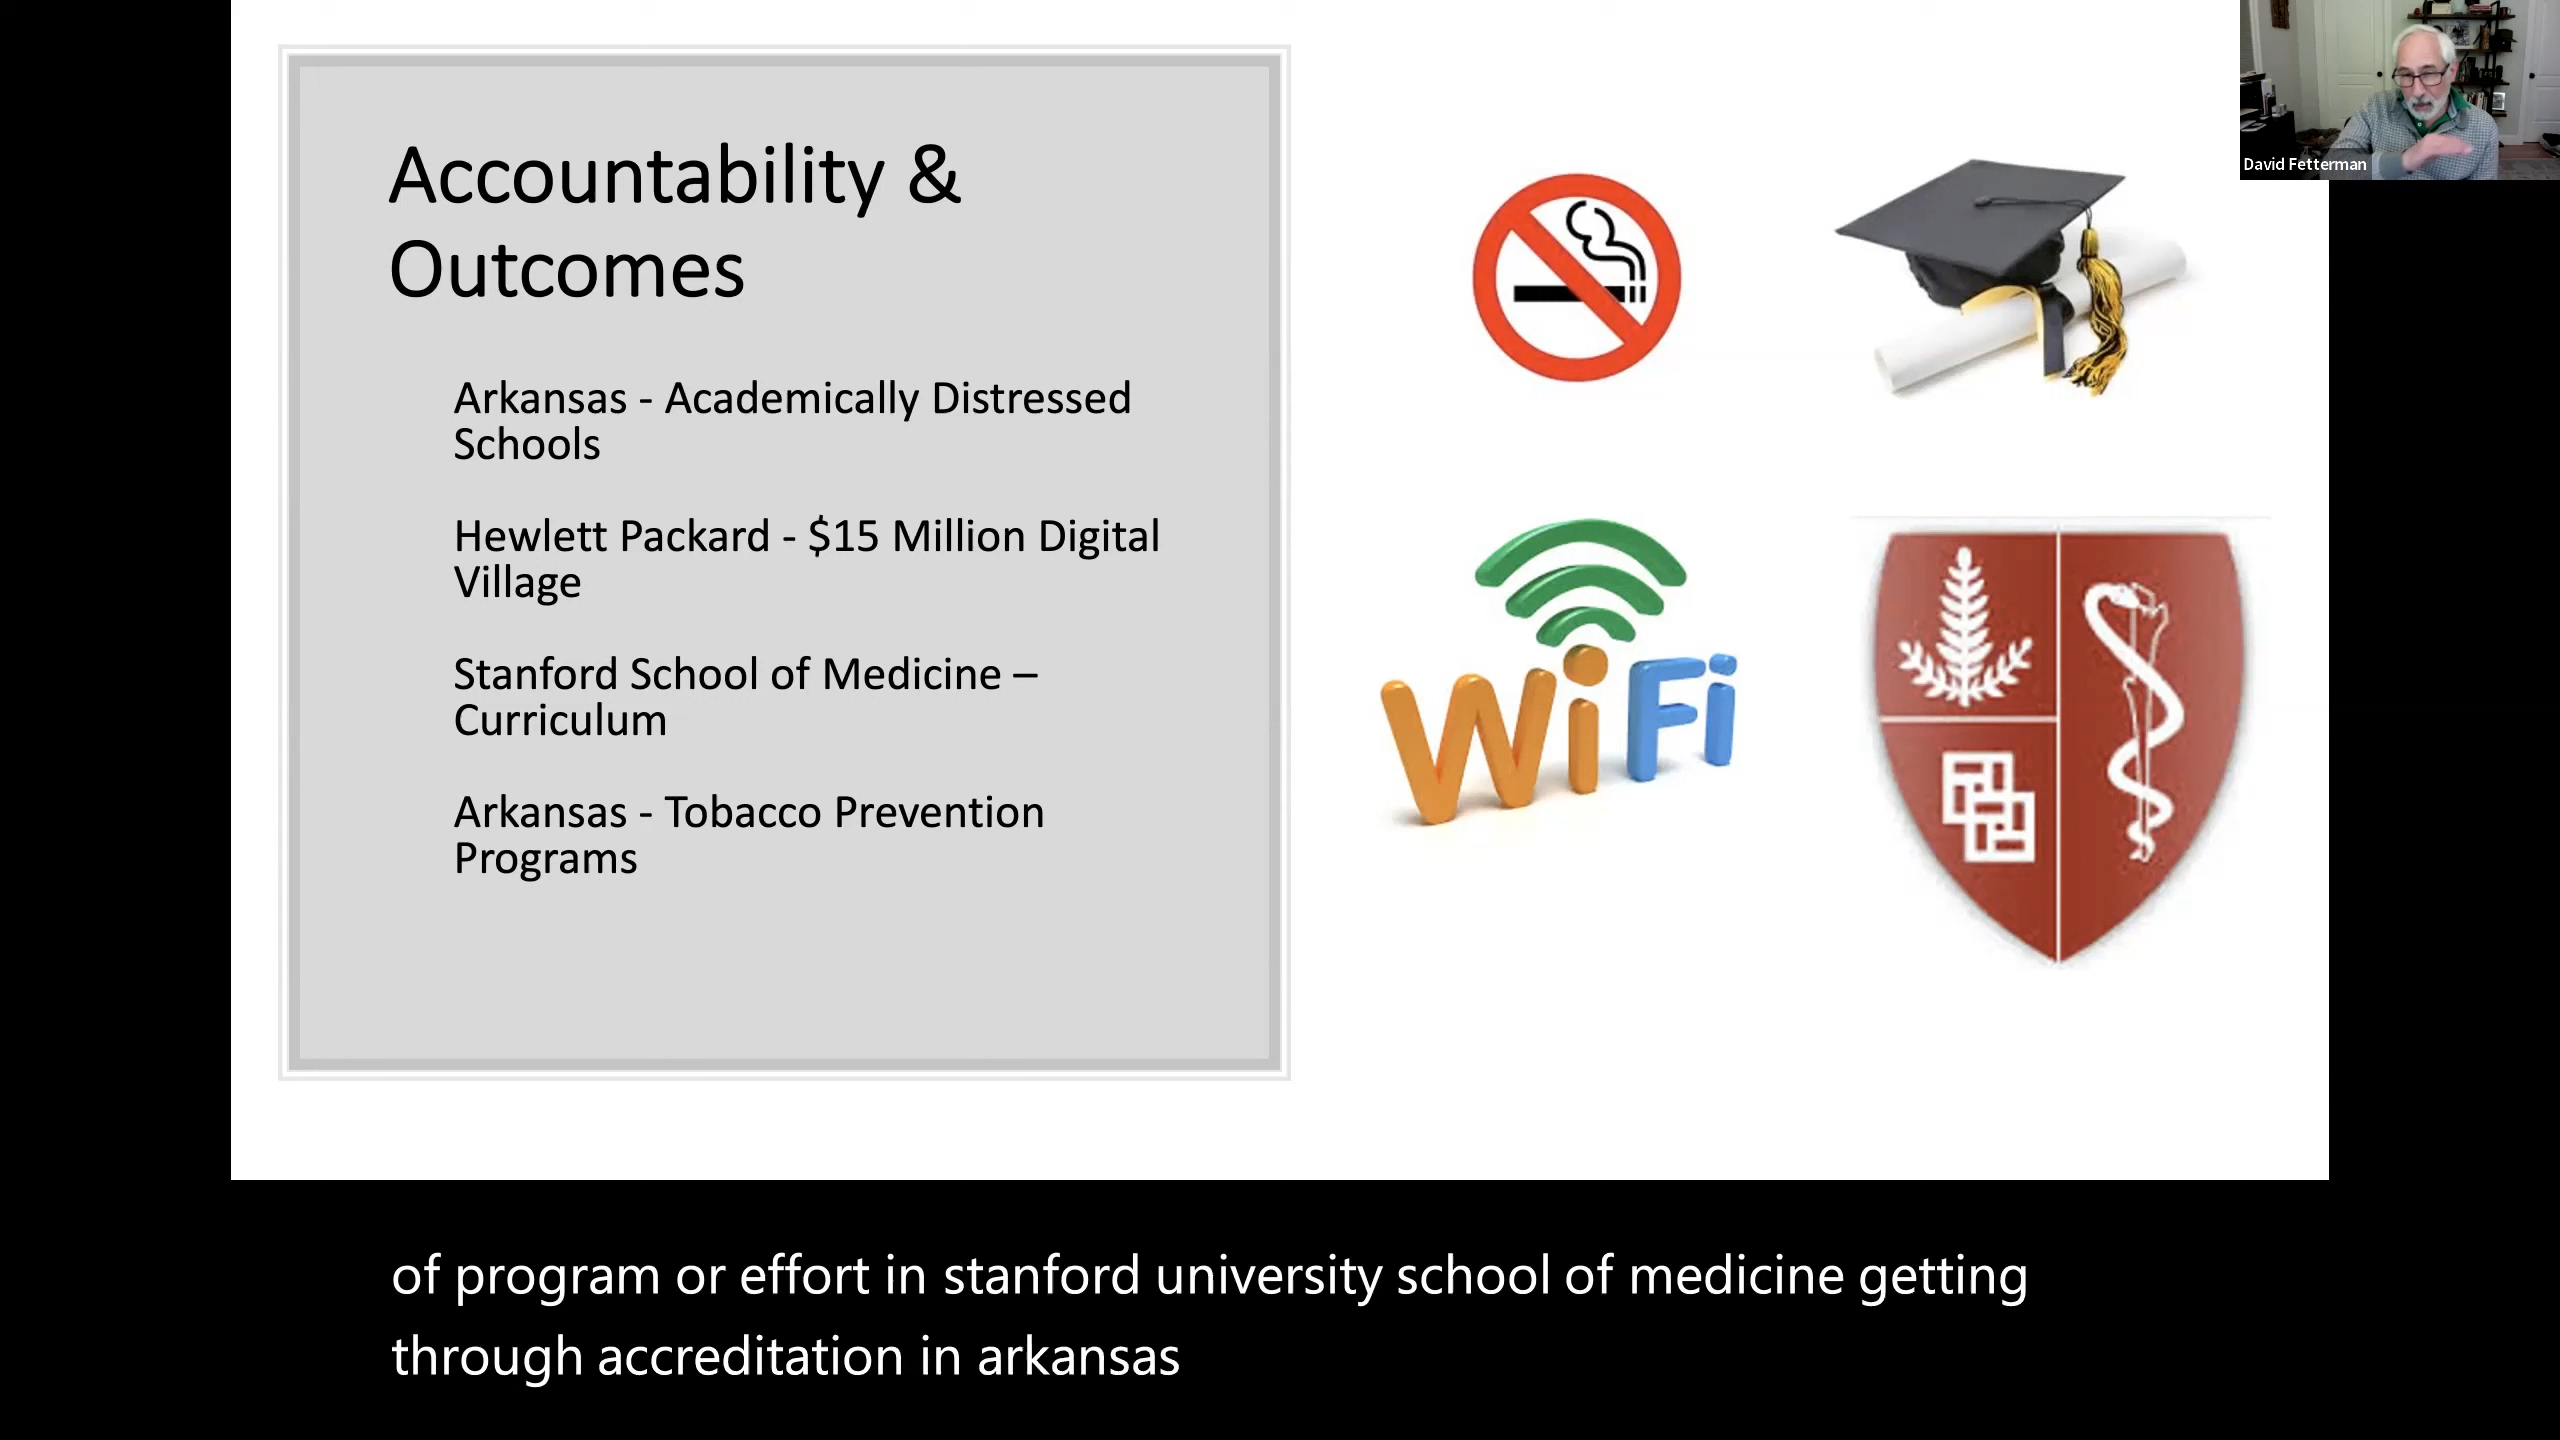 David Fetterman
Accountability &
Outcomes
Arkansas - Academically Distressed
Schools
Hewlett Packard - $15 Million Digital
Village
Stanford School of Medicine –
Curriculum
Arkansas - Tobacco Prevention
Programs
WiFi
of program or effort in stanford university school of medicine getting
through accreditation in arkansas